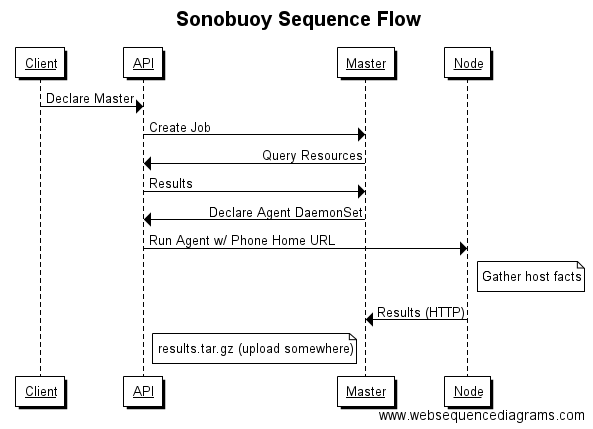 Sonobuoy Sequence Flow
Client
API
Master
Node
Declare Master
Create Job
Query Resources
Results
Declare Agent DaemonSet
Run Agent w/ Phone Home URL
Gather host facts
Results (HTTP)
results.tar.gz (upload somewhere)
Client
API
Master
Node
www.websequencediagrams.com